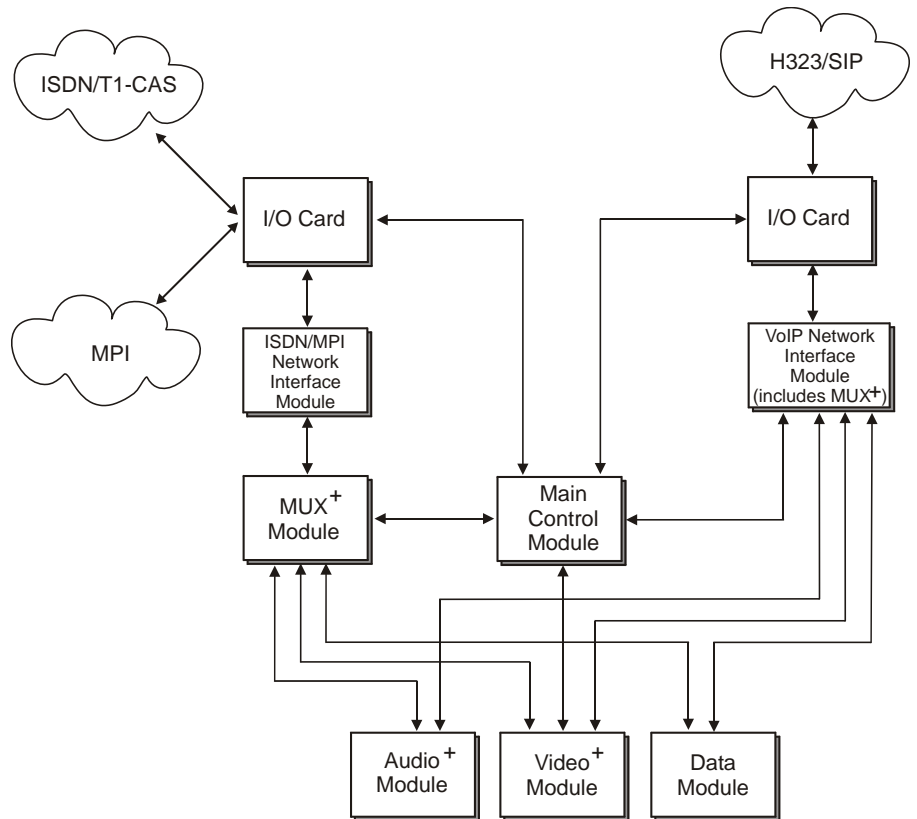 ISDN/T1-CAS
H323/SIP
I/O Card
I/O Card
MPI
ISDN/MPI
Network
Interface
Module
VoIP Network
Interface
Module
(includes MUX+)
MUX+
Module
Main
Control
Module
Audio+
Module
Video+
Module
Data
Module